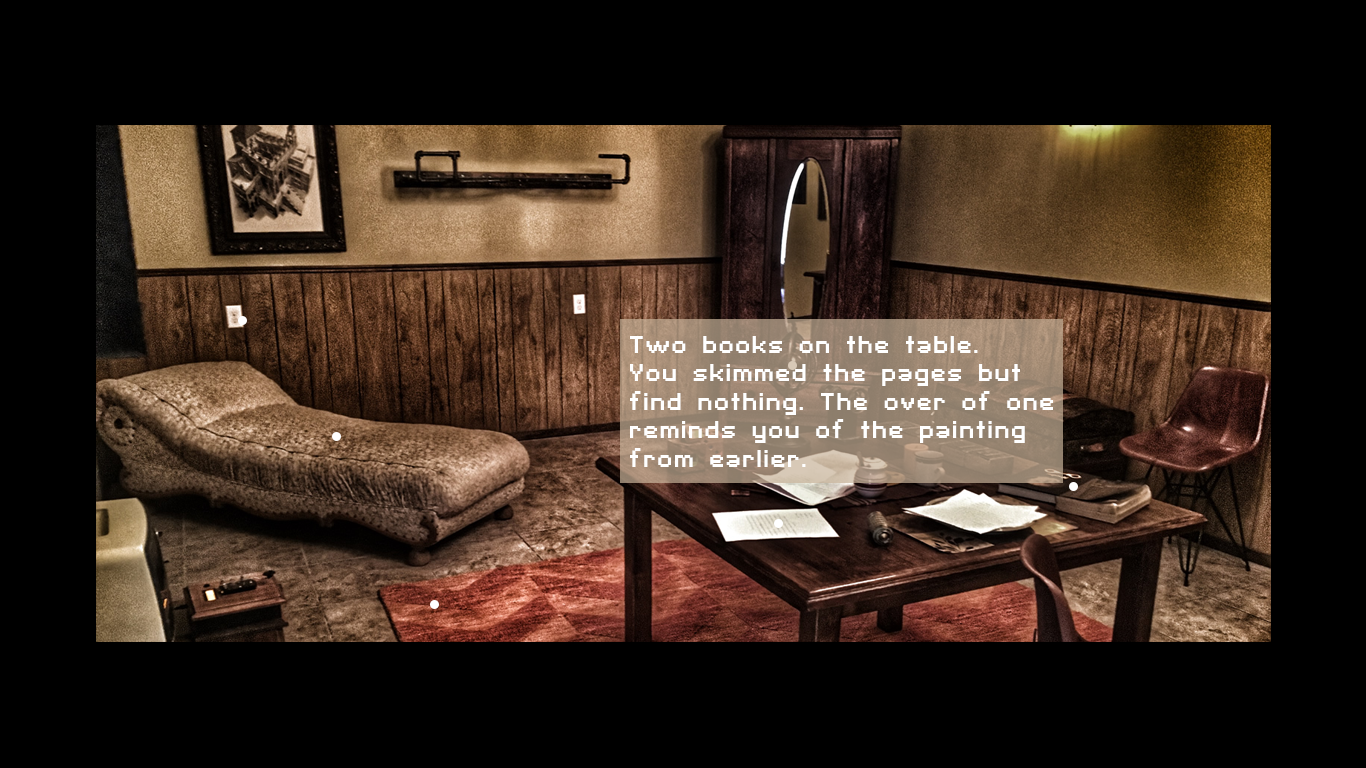 Two books on the table.
You skimmed the pages but
find nothing. The over of one
reminds you of the painting
from earlier.